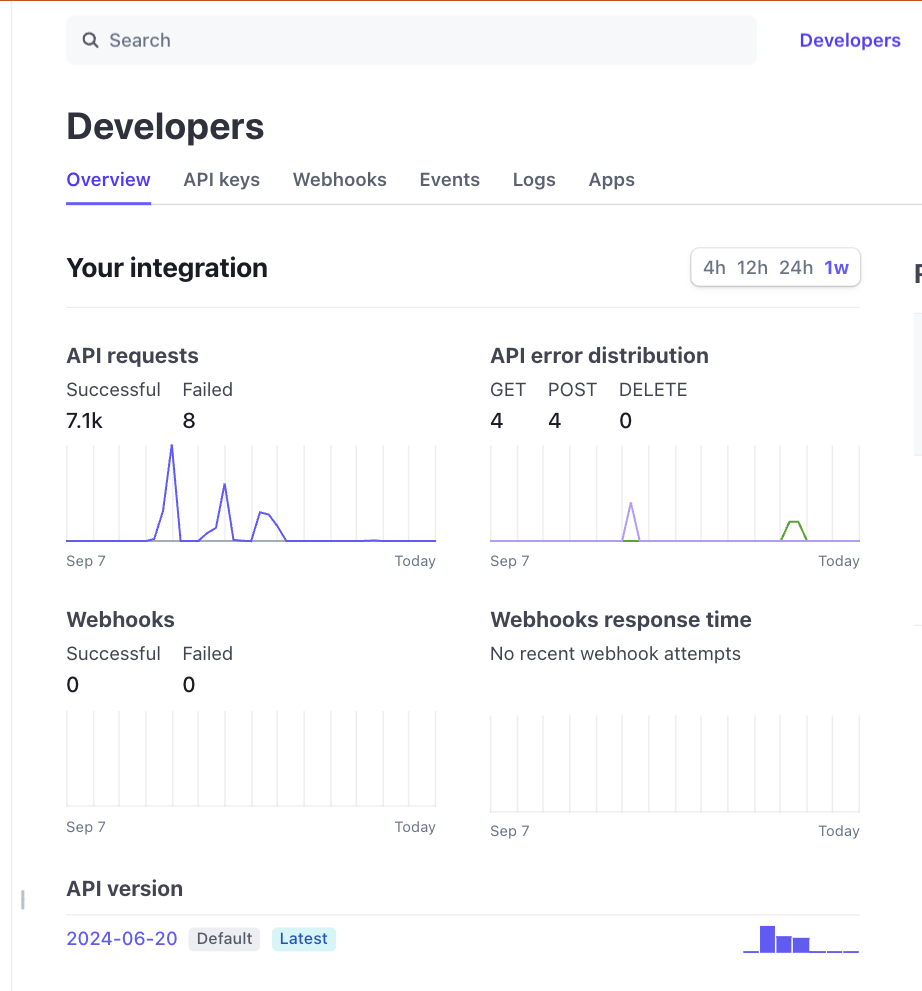 Search
Developers
Developers
Overview API keys Webhooks Events Logs Apps
Your integration
4h 12h 24h 1w
API requests
Successful Failed
7.1k 8
Sep 7 Today
API error distribution
GET POST DELETE
4 4 0
Sep 7 Today
Webhooks
Successful Failed
0 0
Sep 7 Today
Webhooks response time
No recent webhook attempts
Sep 7 Today
API version
2024-06-20 Default Latest